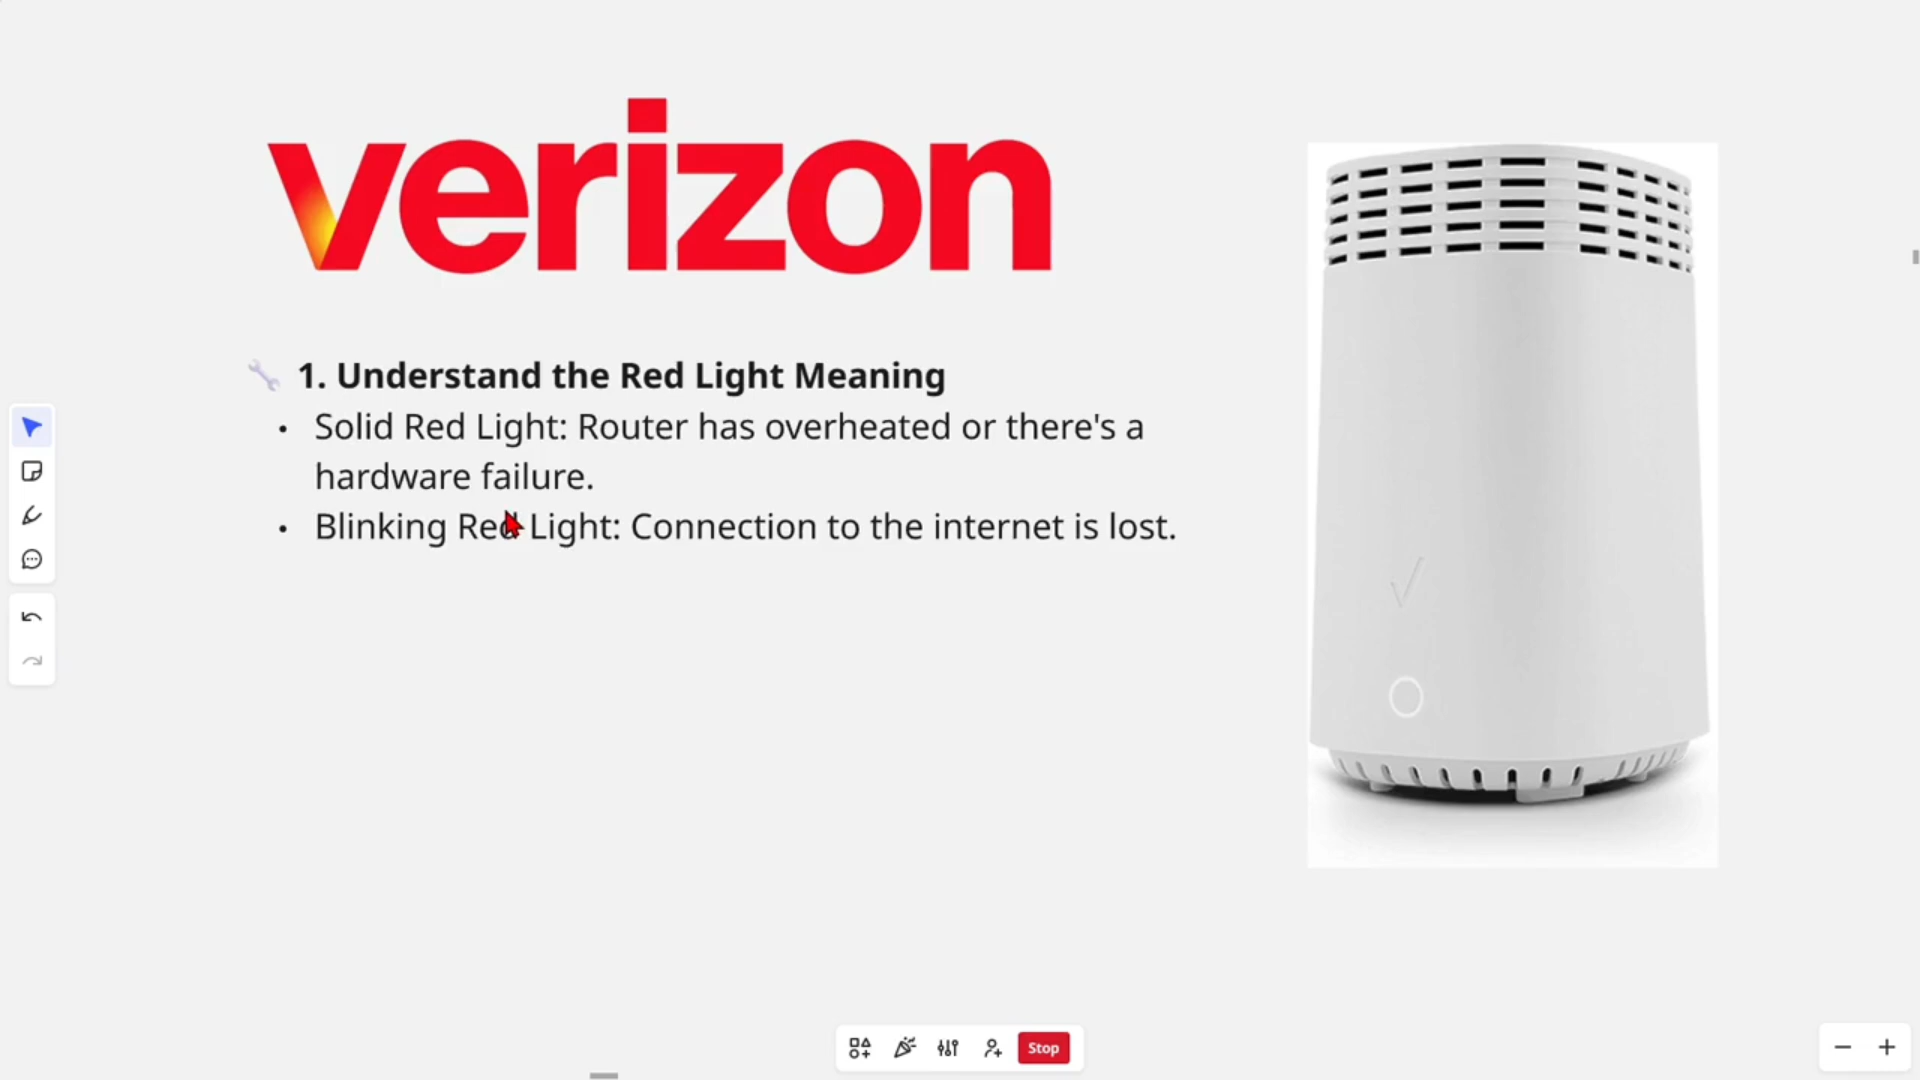 verizon
1. Understand the Red Light Meaning
• Solid Red Light: Router has overheated or there's a
hardware failure.
• Blinking Red Light: Connection to the internet is lost.
Stop